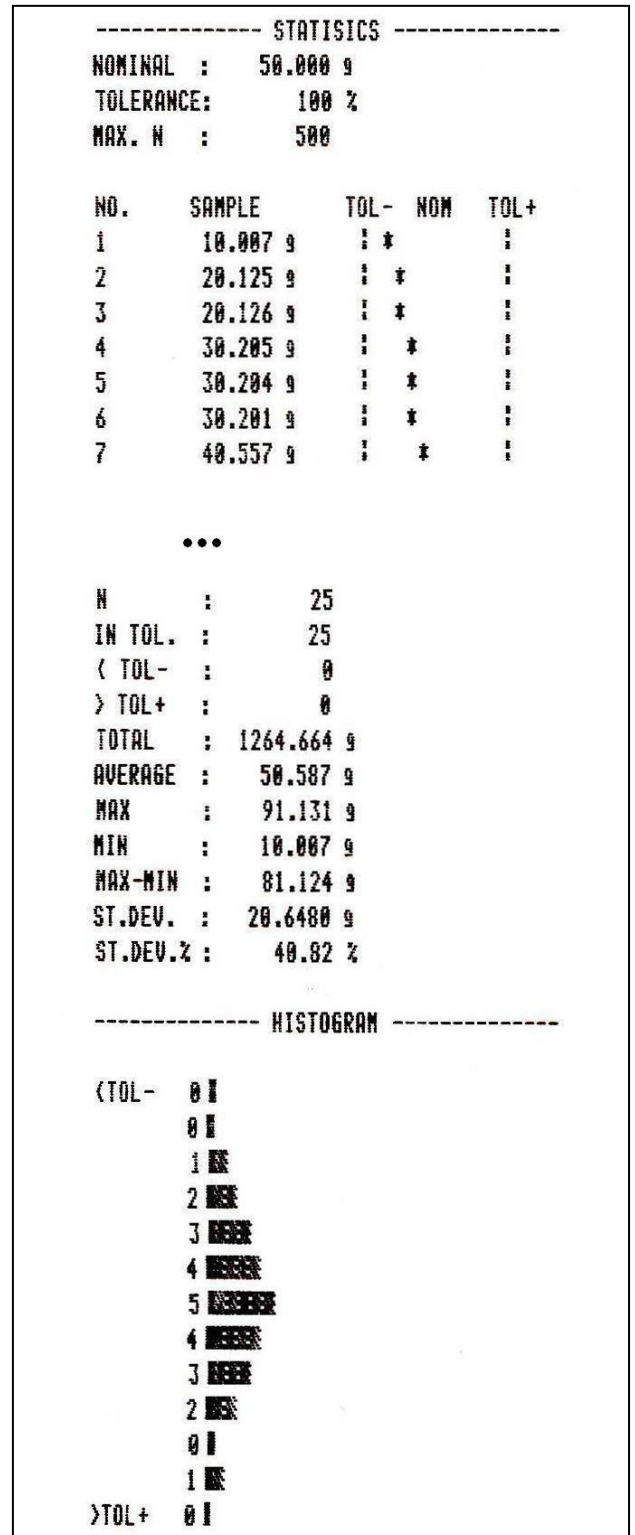 -------------- STATISICS --------------
NOMINAL : 50.000 g
TOLERANCE: 100 %
MAX. N : 500
NO. SAMPLE TOL- NOM TOL+
1 10.007 g ¦ * ¦
2 20.125 g ¦ * ¦
3 20.126 g ¦ * ¦
4 30.205 g ¦ * ¦
5 30.204 g ¦ * ¦
6 30.201 g ¦ * ¦
7 40.557 g ¦ * ¦
•••
N : 25
IN TOL. : 25
< TOL- : 0
> TOL+ : 0
TOTAL : 1264.664 g
AVERAGE : 50.587 g
MAX : 91.131 g
MIN : 10.007 g
MAX-MIN : 81.124 g
ST.DEV. : 20.6480 g
ST.DEV.% : 40.82 %
-------------- HISTOGRAM --------------
<TOL- 0
0
1
2
3
4
5
4
3
2
0
1
>TOL+ 0